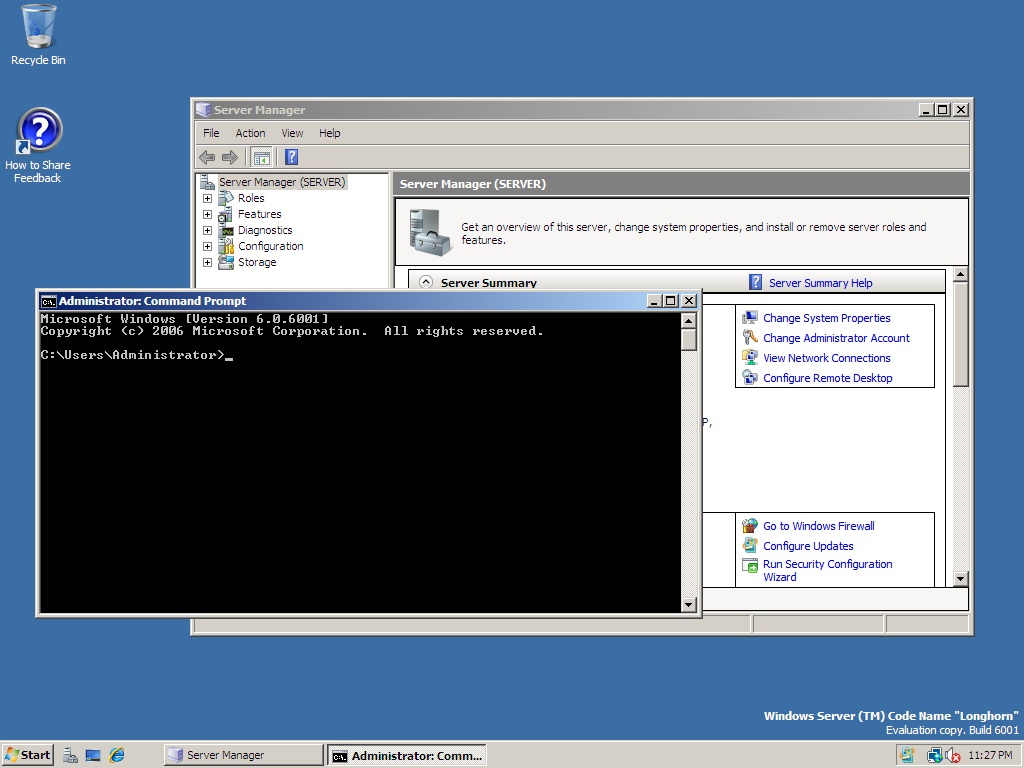 Recycle Bin
How to Share
Feedback
Server Manager
File Action View Help
Server Manager (SERVER)
Roles
Features
Diagnostics
Configuration
Storage
Server Manager (SERVER)
Get an overview of this server, change system properties, and install or remove server roles and
features.
Server Summary
Server Summary Help
Change System Properties
Change Administrator Account
View Network Connections
Configure Remote Desktop
P,
Go to Windows Firewall
Configure Updates
Run Security Configuration
Wizard
Administrator: Command Prompt
Microsoft Windows [Version 6.0.6001]
Copyright (c) 2006 Microsoft Corporation.  All rights reserved.
C:\Users\Administrator>_
Windows Server (TM) Code Name "Longhorn"
Evaluation copy. Build 6001
Start
Server Manager
Administrator: Comm...
11:27 PM